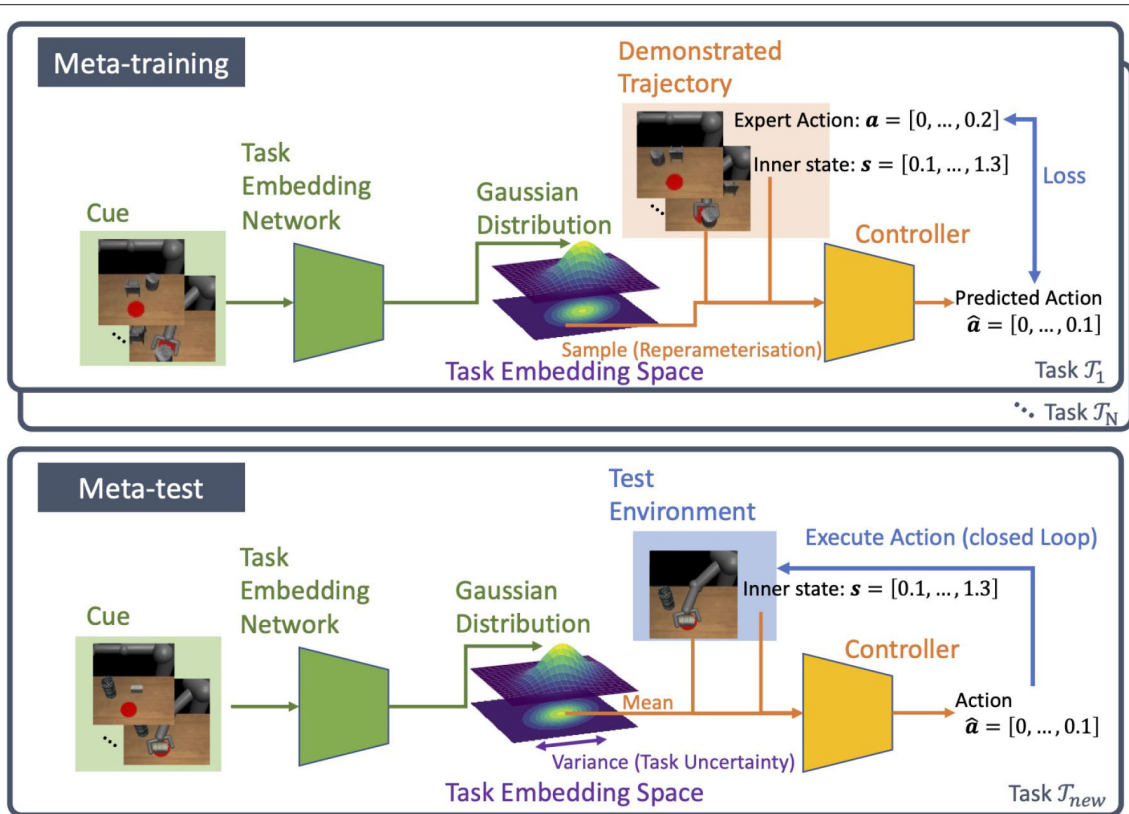 Meta-training
Demonstrated
Trajectory
Expert Action: a = [0, ... , 0.2]
Inner state: s = [0.1, ... , 1.3]
Loss
Task
Embedding
Network
Gaussian
Distribution
Cue
Controller
Predicted Action
â = [0, ... , 0.1]
Sample (Reperameterisation)
Task Embedding Space
Task 𝒯1
⋱ Task 𝒯N
Meta-test
Test
Environment
Execute Action (closed Loop)
Inner state: s = [0.1, ... , 1.3]
Task
Embedding
Network
Gaussian
Distribution
Cue
Controller
Mean
Action
â = [0, ... , 0.1]
Variance (Task Uncertainty)
Task Embedding Space
Task 𝒯new